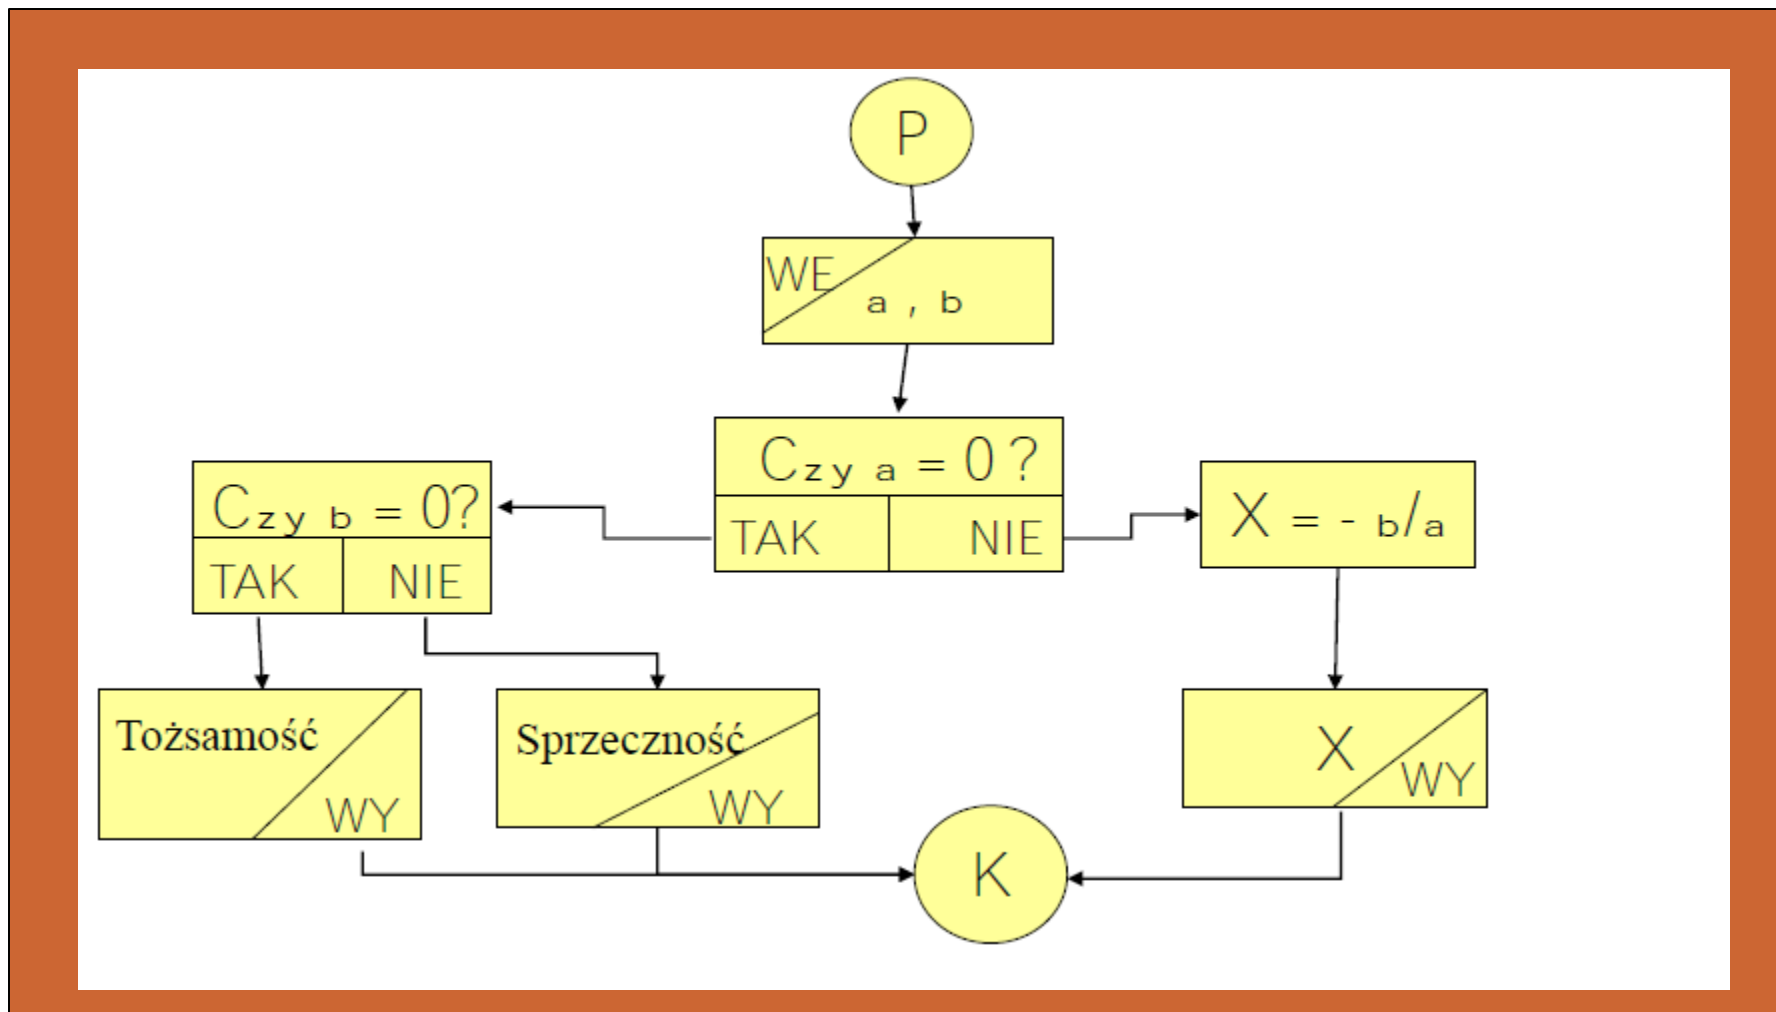 P
WE
a , b
Czy a = 0 ?
TAK NIE
Czy b = 0?
TAK NIE
X = - b/a
Tożsamość
WY
Sprzeczność
WY
X
WY
K